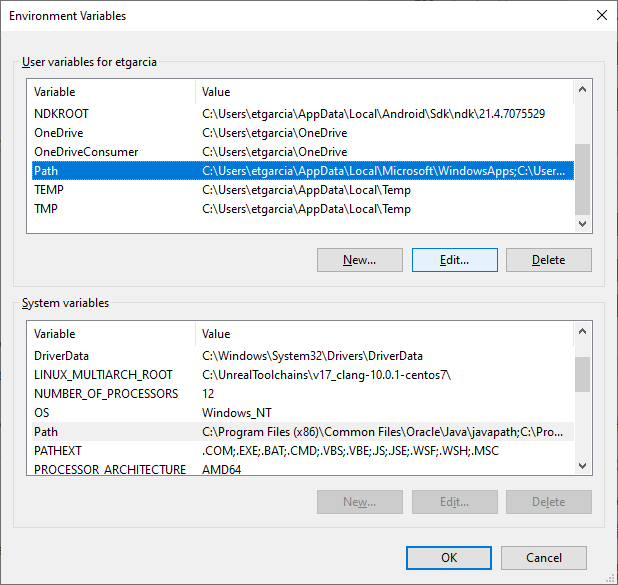 Environment Variables
User variables for etgarcia
Variable Value
NDKROOT C:\Users\etgarcia\AppData\Local\Android\Sdk\ndk\21.4.7075529
OneDrive C:\Users\etgarcia\OneDrive
OneDriveConsumer C:\Users\etgarcia\OneDrive
Path C:\Users\etgarcia\AppData\Local\Microsoft\WindowsApps;C:\User...
TEMP C:\Users\etgarcia\AppData\Local\Temp
TMP C:\Users\etgarcia\AppData\Local\Temp
New... Edit... Delete
System variables
Variable Value
DriverData C:\Windows\System32\Drivers\DriverData
LINUX_MULTIARCH_ROOT C:\UnrealToolchains\v17_clang-10.0.1-centos7\
NUMBER_OF_PROCESSORS 12
OS Windows_NT
Path C:\Program Files (x86)\Common Files\Oracle\Java\javapath;C:\Pro...
PATHEXT .COM;.EXE;.BAT;.CMD;.VBS;.VBE;.JS;.JSE;.WSF;.WSH;.MSC
PROCESSOR_ARCHITECTURE AMD64
New... Edit... Delete
OK Cancel